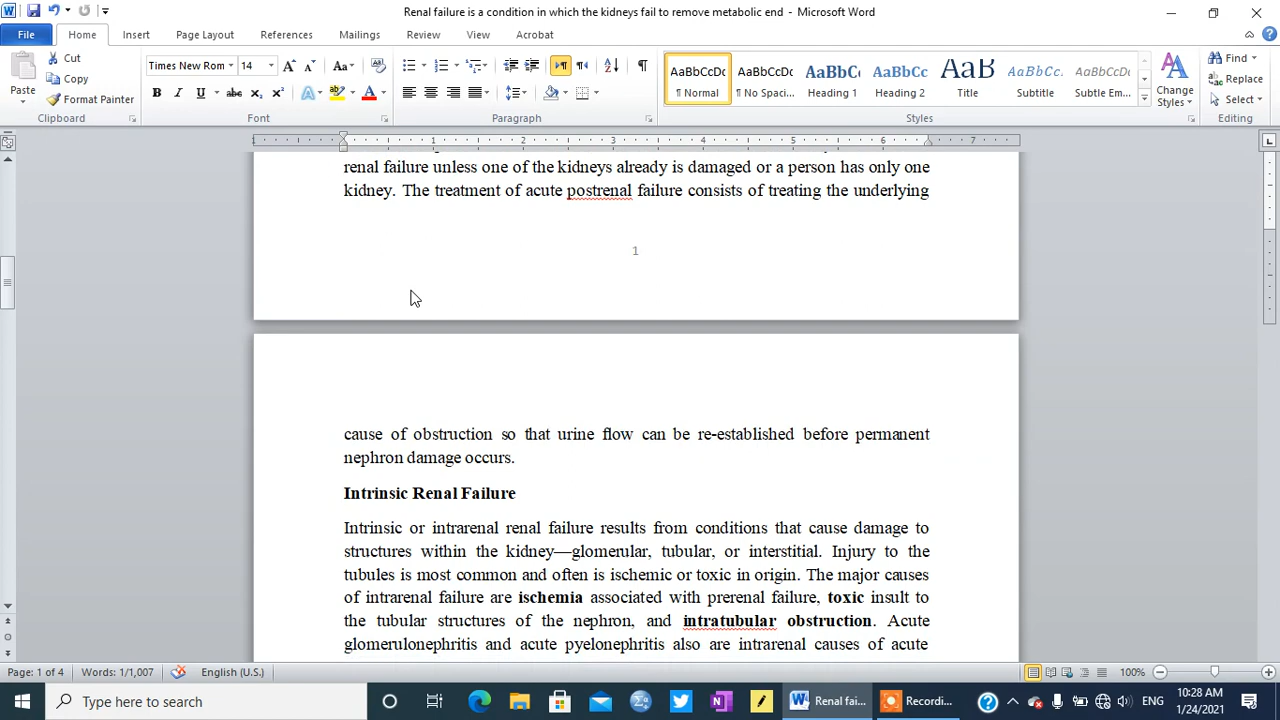 Renal failure is a condition in which the kidneys fail to remove metabolic end - Microsoft Word
File Home Insert Page Layout References Mailings Review View Acrobat
Paste
Cut
Copy
Format Painter
Clipboard
Times New Rom 14
Font
Paragraph
AaBbCcDc AaBbCcDc AaBbC AaBbCc AaB AaBbCc. AaBbCcDc
¶ Normal ¶ No Spaci... Heading 1 Heading 2 Title Subtitle Subtle Em...
Change Styles
Styles
Find
Replace
Select
Editing
1 1 2 3 4 5 6 7
renal failure unless one of the kidneys already is damaged or a person has only one
kidney. The treatment of acute postrenal failure consists of treating the underlying
1
cause of obstruction so that urine flow can be re-established before permanent
nephron damage occurs.
Intrinsic Renal Failure
Intrinsic or intrarenal renal failure results from conditions that cause damage to
structures within the kidney—glomerular, tubular, or interstitial. Injury to the
tubules is most common and often is ischemic or toxic in origin. The major causes
of intrarenal failure are ischemia associated with prerenal failure, toxic insult to
the tubular structures of the nephron, and intratubular obstruction. Acute
glomerulonephritis and acute pyelonephritis also are intrarenal causes of acute
Page: 1 of 4 Words: 1/1,007 English (U.S.) 100%
Type here to search
Renal fai...
Recordi...
ENG
10:28 AM
1/24/2021